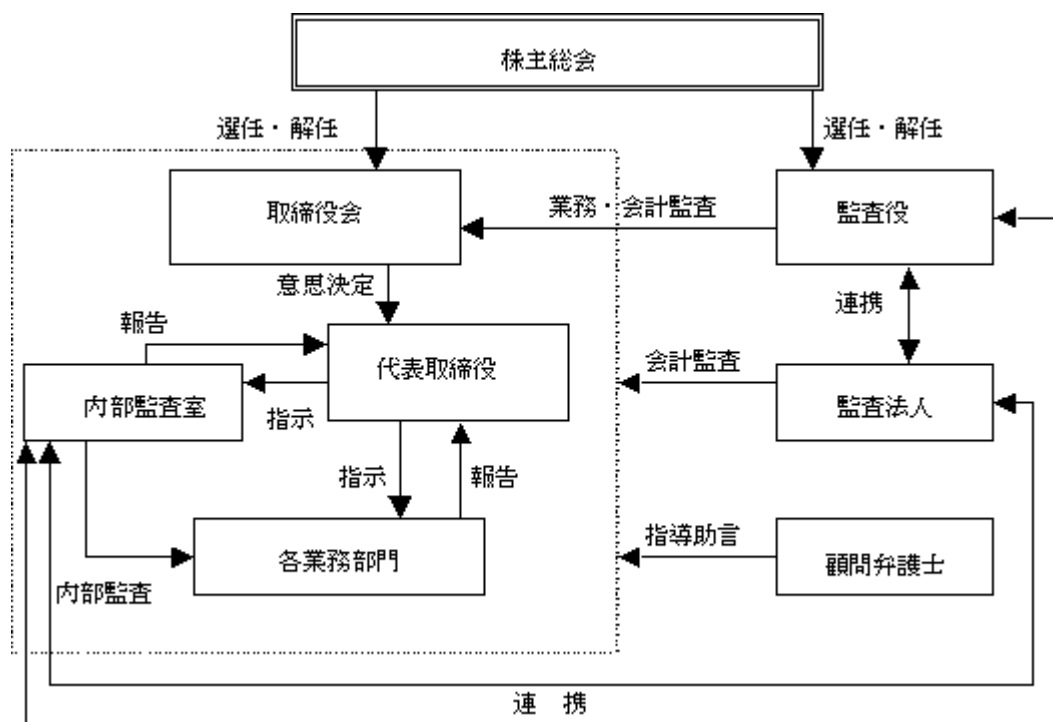 株主総会
選任・解任
選任・解任
取締役会
業務・会計監査
監査役
意思決定
連携
報告
代表取締役
会計監査
内部監査室
指示
監査法人
指示
報告
指導助言
各業務部門
顧問弁護士
内部監査
連 携